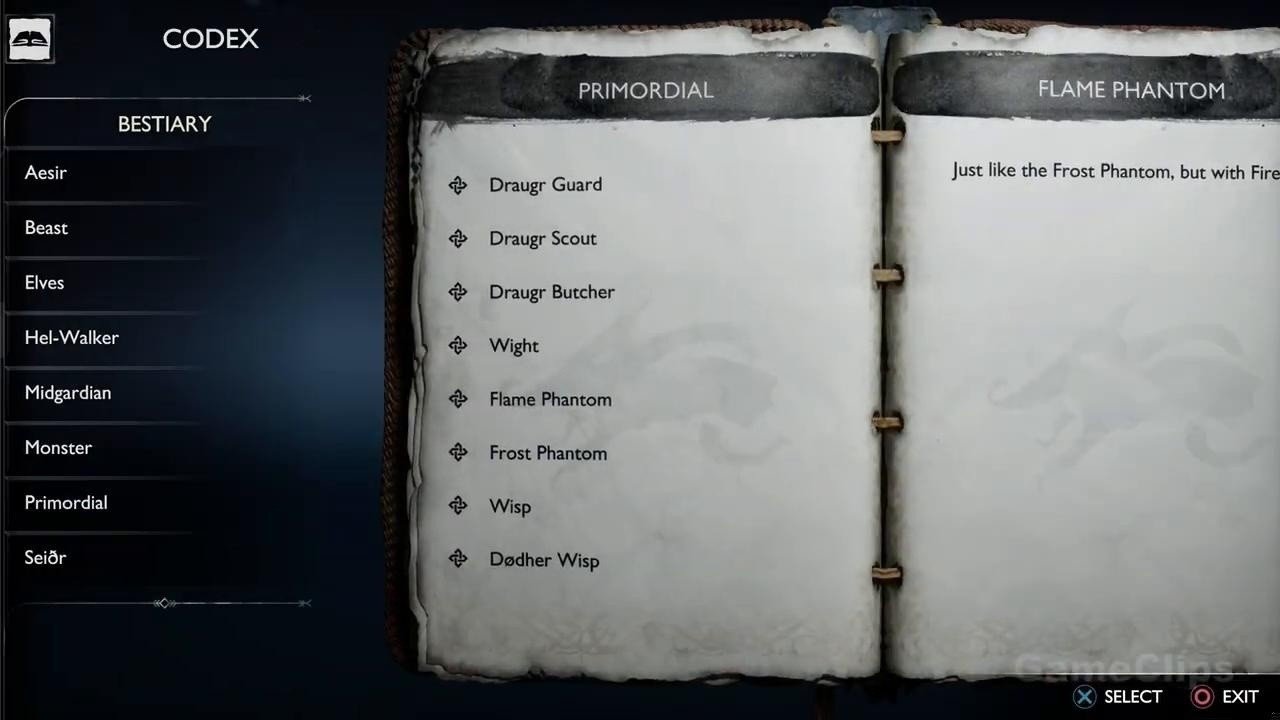 CODEX
BESTIARY
Aesir
Beast
Elves
Hel-Walker
Midgardian
Monster
Primordial
Seiðr
PRIMORDIAL
Draugr Guard
Draugr Scout
Draugr Butcher
Wight
Flame Phantom
Frost Phantom
Wisp
Dødher Wisp
FLAME PHANTOM
Just like the Frost Phantom, but with Fire
GameClips
SELECT
EXIT